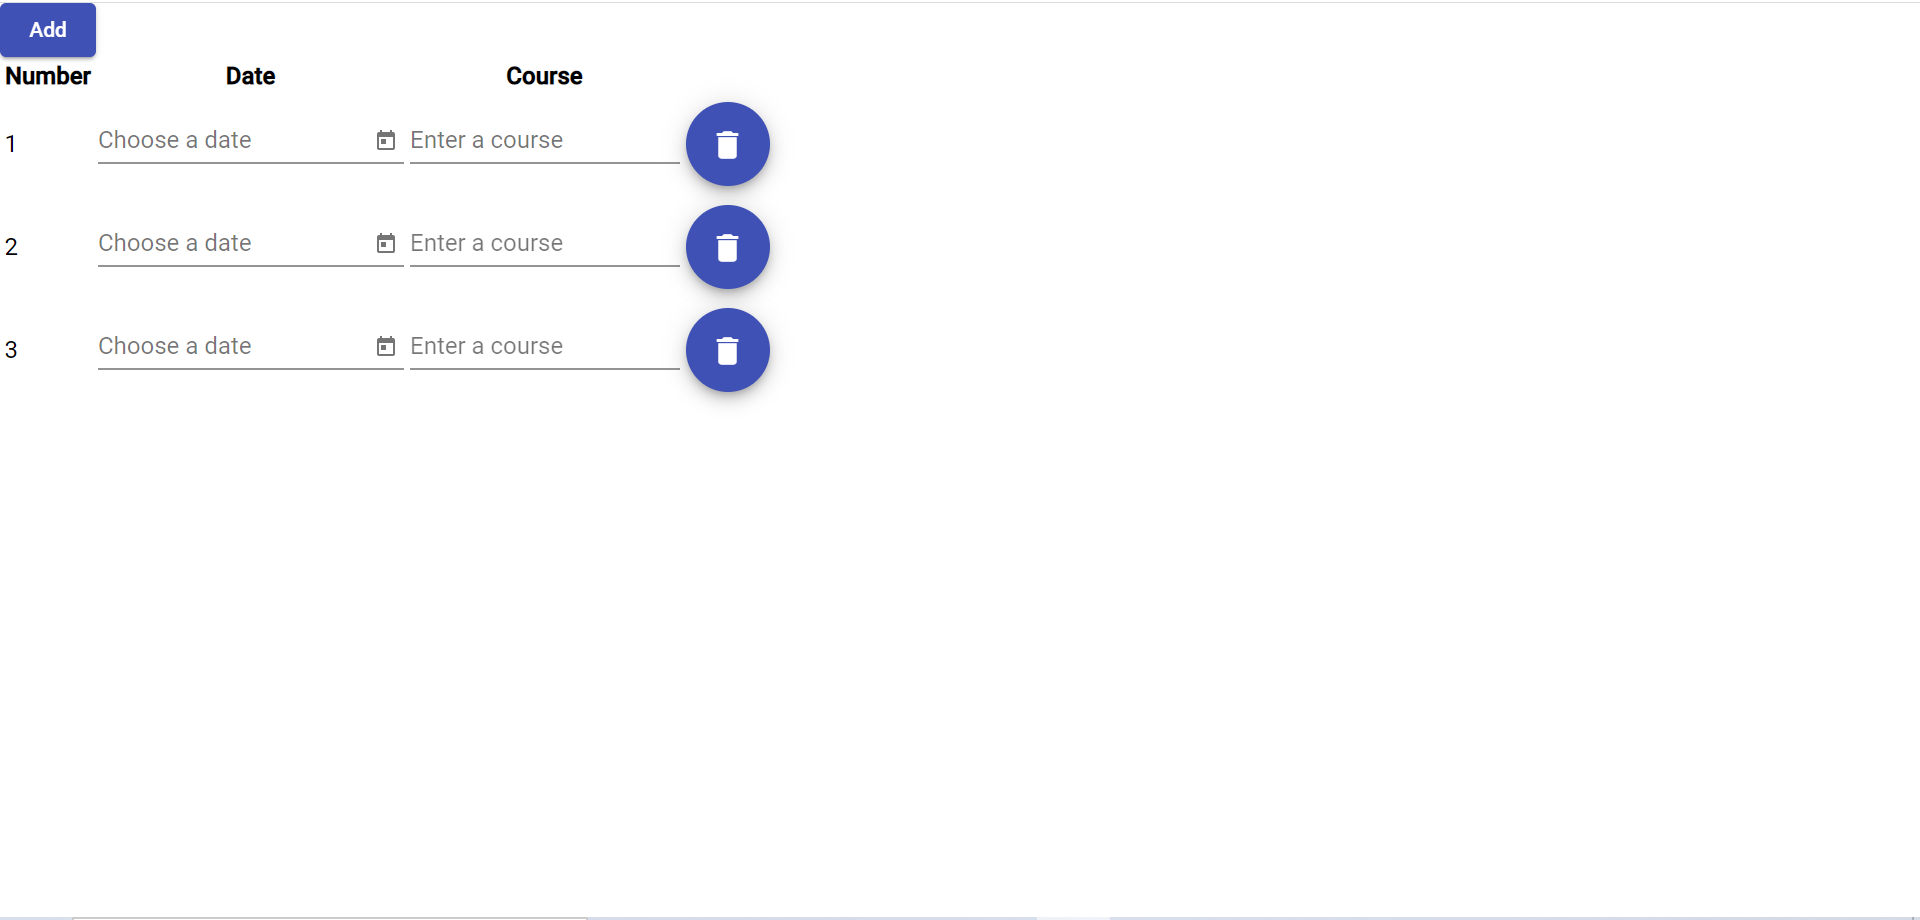 Add
Number Date Course
1 Choose a date Enter a course
2 Choose a date Enter a course
3 Choose a date Enter a course